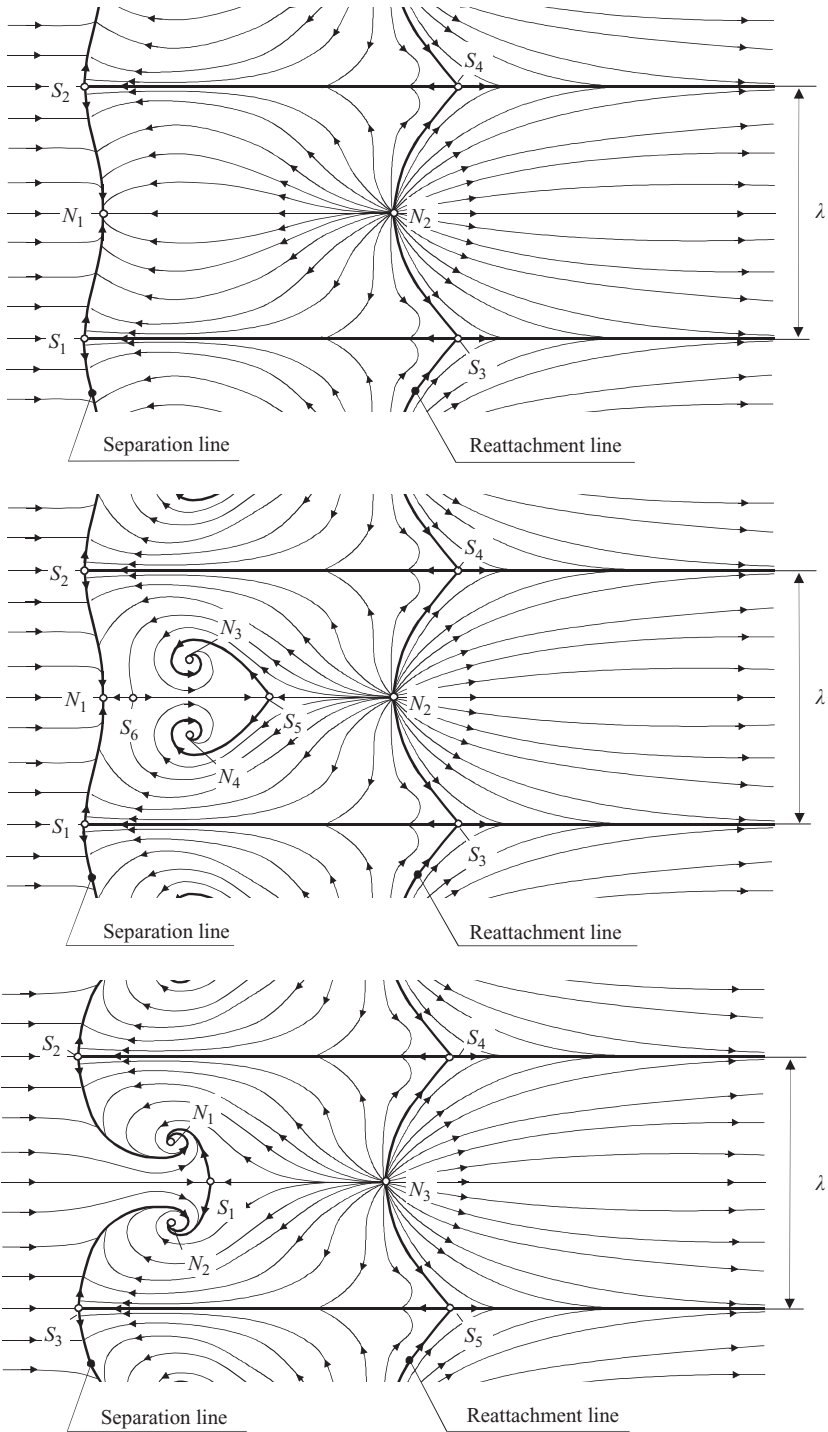 S4
S2
N1
N2
λ
S1
S3
Separation line
Reattachment line
S4
S2
N3
N1
S6
S5
N2
λ
N4
S1
S3
Separation line
Reattachment line
S2
S4
N1
S1
N3
λ
N2
S3
S5
Separation line
Reattachment line